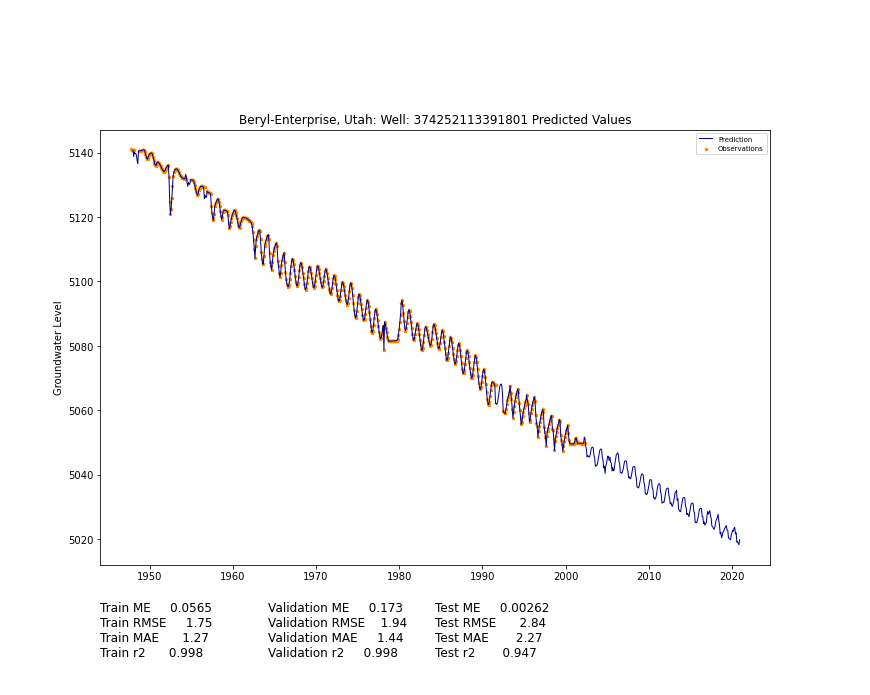 Beryl-Enterprise, Utah: Well: 374252113391801 Predicted Values
Prediction
Observations
Groundwater Level
5140
5120
5100
5080
5060
5040
5020
1950 1960 1970 1980 1990 2000 2010 2020
Train ME 0.0565 Validation ME 0.173 Test ME 0.00262
Train RMSE 1.75 Validation RMSE 1.94 Test RMSE 2.84
Train MAE 1.27 Validation MAE 1.44 Test MAE 2.27
Train r2 0.998 Validation r2 0.998 Test r2 0.947